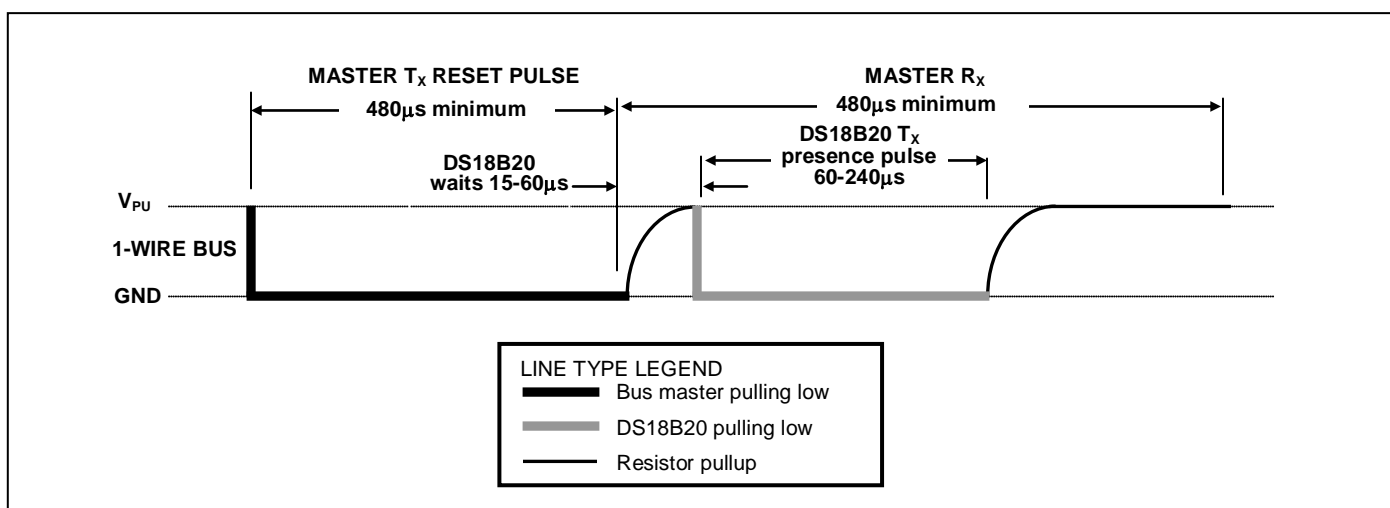 MASTER TX RESET PULSE
480μs minimum
MASTER RX
480μs minimum
DS18B20 TX
presence pulse
60-240μs
DS18B20
waits 15-60μs
VPU
1-WIRE BUS
GND
LINE TYPE LEGEND
Bus master pulling low
DS18B20 pulling low
Resistor pullup